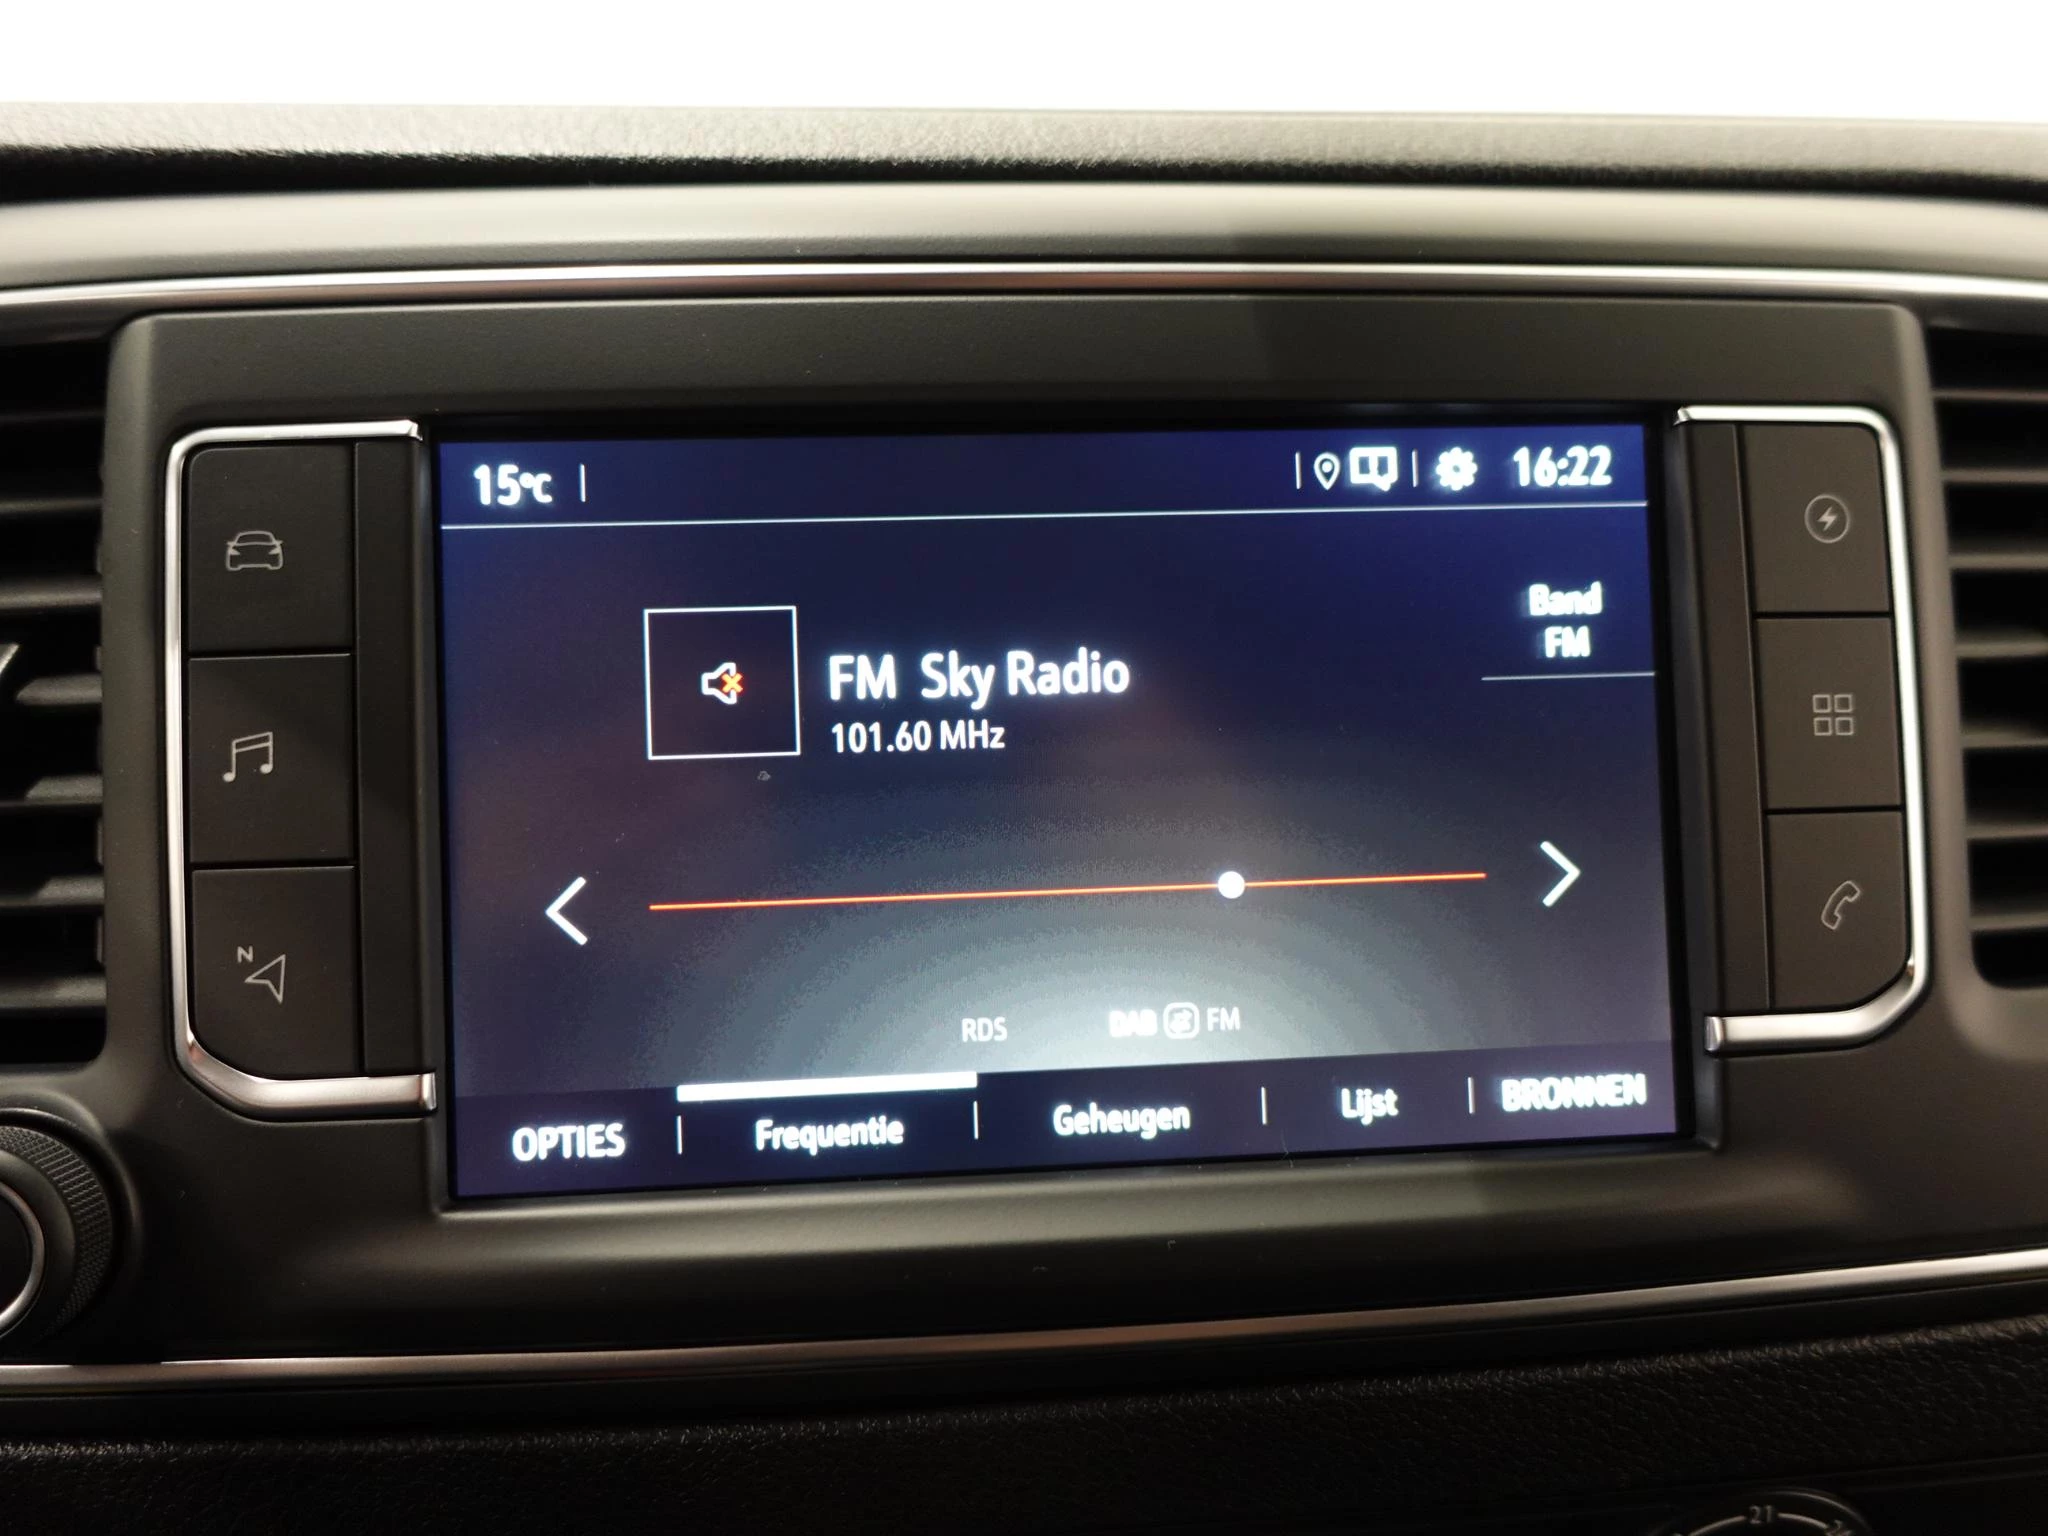 15°C
16:22
Band
FM
FM Sky Radio
101.60 MHz
N
RDS
DAB FM
OPTIES
Frequentie
Geheugen
Lijst
BRONNEN
21